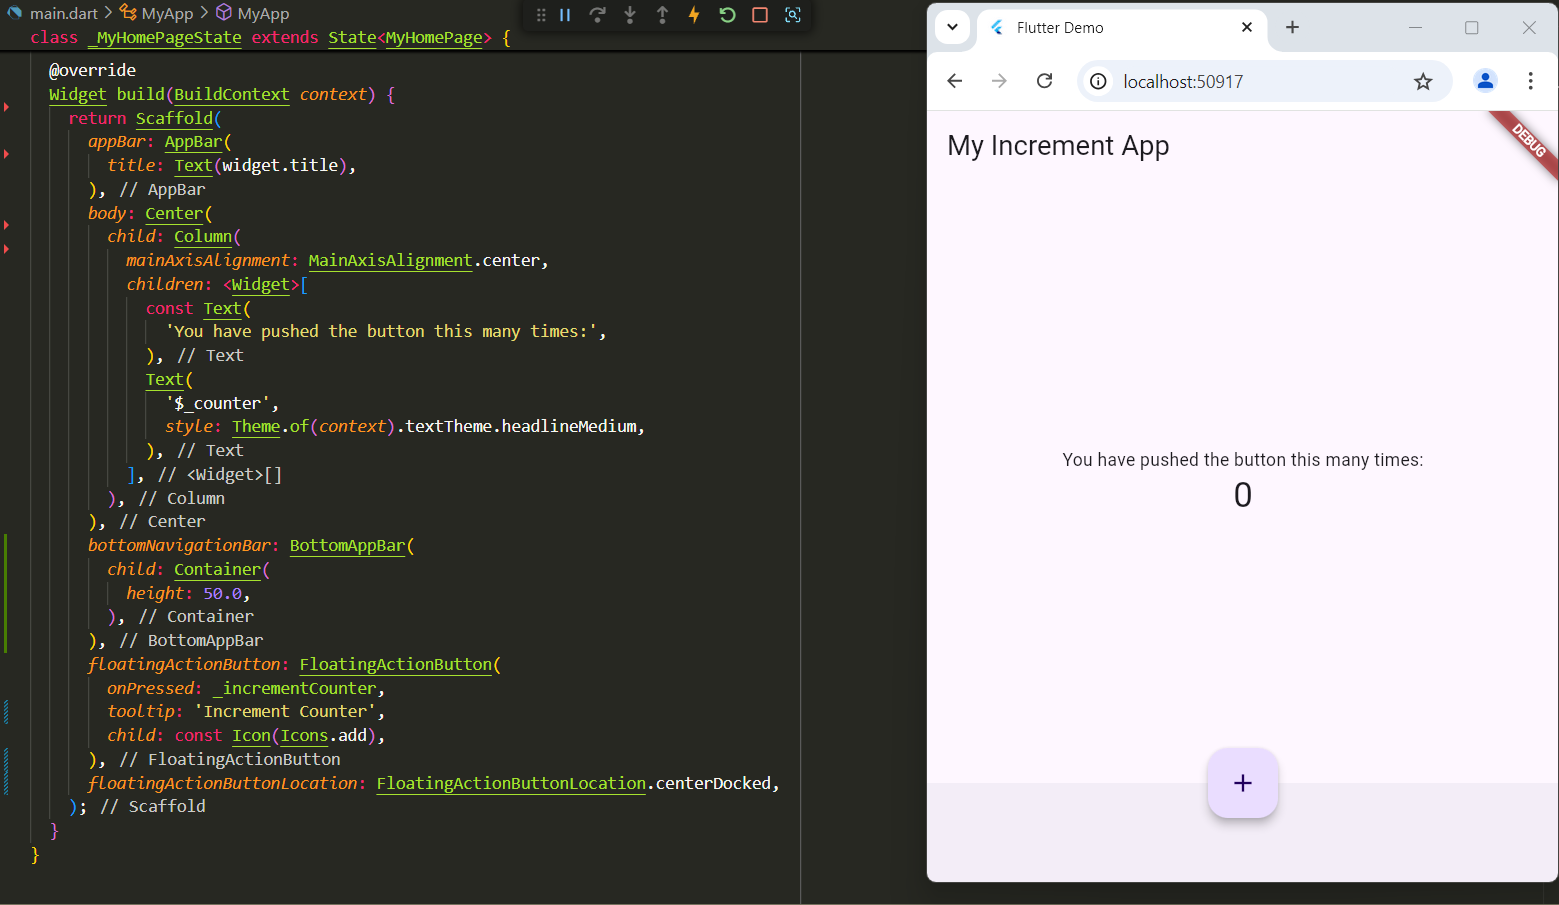 main.dart > MyApp > MyApp
class _MyHomePageState extends State<MyHomePage> {
@override
Widget build(BuildContext context) {
return Scaffold(
appBar: AppBar(
title: Text(widget.title),
), // AppBar
body: Center(
child: Column(
mainAxisAlignment: MainAxisAlignment.center,
children: <Widget>[
const Text(
'You have pushed the button this many times:',
), // Text
Text(
'$_counter',
style: Theme.of(context).textTheme.headlineMedium,
), // Text
], // <Widget>[]
), // Column
), // Center
bottomNavigationBar: BottomAppBar(
child: Container(
height: 50.0,
), // Container
), // BottomAppBar
floatingActionButton: FloatingActionButton(
onPressed: _incrementCounter,
tooltip: 'Increment Counter',
child: const Icon(Icons.add),
), // FloatingActionButton
floatingActionButtonLocation: FloatingActionButtonLocation.centerDocked,
); // Scaffold
}
}
Flutter Demo
localhost:50917
My Increment App
DEBUG
You have pushed the button this many times:
0
+